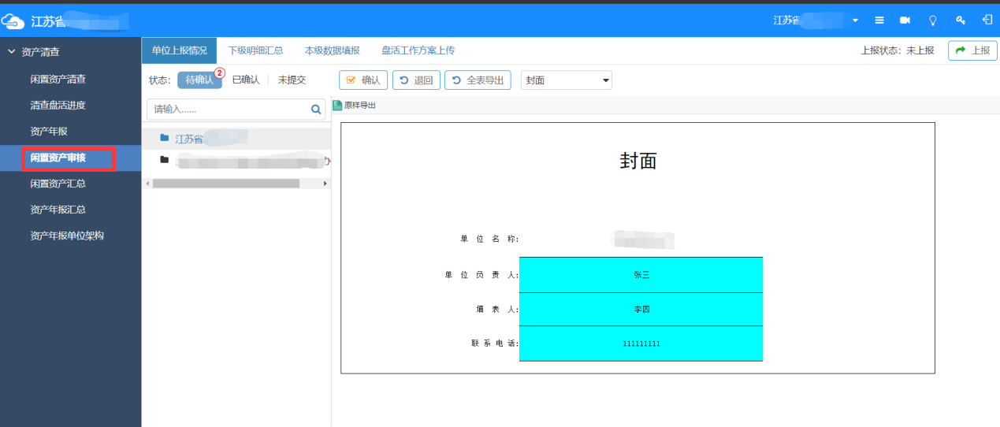 江苏省
江苏省
资产清查
闲置资产清查
清查盘活进度
资产年报
闲置资产审核
闲置资产汇总
资产年报汇总
资产年报单位架构
单位上报情况 下级明细汇总 本级数据填报 盘活工作方案上传 上报状态：未上报 上报
状态： 待确认 2 已确认 未提交 确认 退回 全表导出 封面
请输入......
原样导出
江苏省
封面
单位名称:
单位负责人: 张三
填表人: 李四
联系电话: 111111111